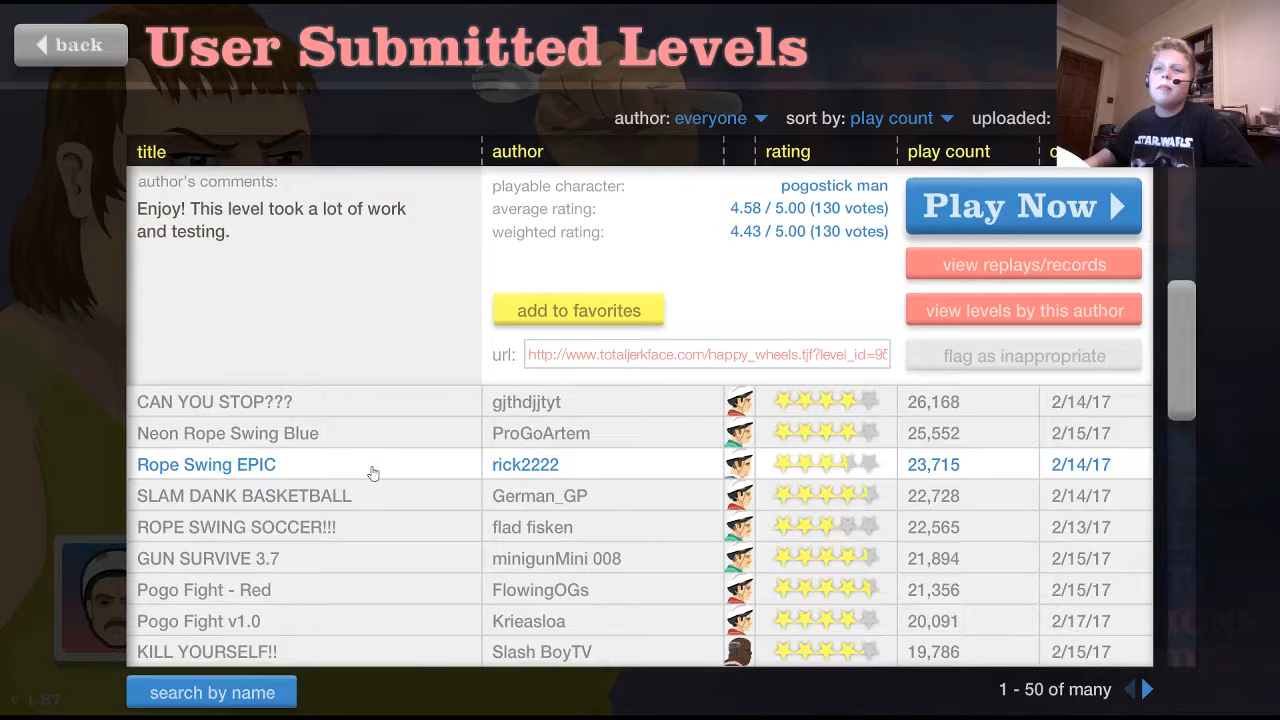 back
User Submitted Levels
author: everyone sort by: play count uploaded:
title author rating play count
author's comments:
Enjoy! This level took a lot of work
and testing.
playable character: pogostick man
average rating: 4.58 / 5.00 (130 votes)
weighted rating: 4.43 / 5.00 (130 votes)
Play Now
view replays/records
add to favorites
view levels by this author
url: http://www.totaljerkface.com/happy_wheels.tjf?level_id=95
flag as inappropriate
CAN YOU STOP??? gjthdjjtyt 26,168 2/14/17
Neon Rope Swing Blue ProGoArtem 25,552 2/15/17
Rope Swing EPIC rick2222 23,715 2/14/17
SLAM DANK BASKETBALL German_GP 22,728 2/14/17
ROPE SWING SOCCER!!! flad fisken 22,565 2/13/17
GUN SURVIVE 3.7 minigunMini 008 21,894 2/15/17
Pogo Fight - Red FlowingOGs 21,356 2/15/17
Pogo Fight v1.0 Krieasloa 20,091 2/17/17
KILL YOURSELF!! Slash BoyTV 19,786 2/15/17
search by name
1 - 50 of many
v 1.87
STAR WARS